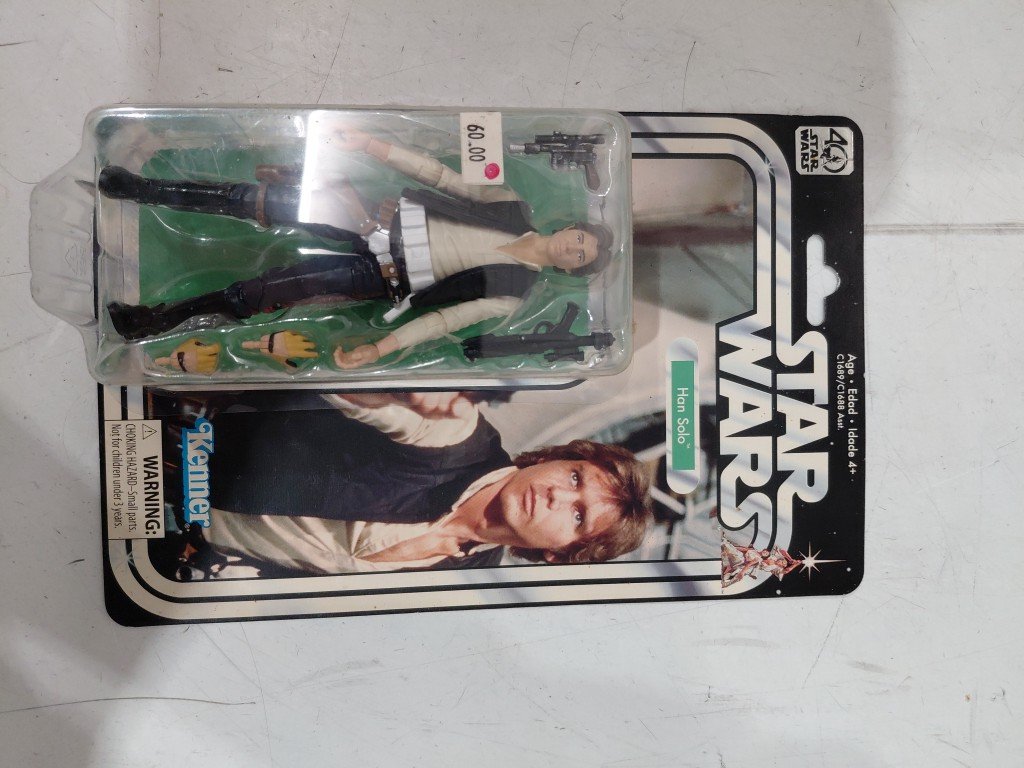 40
STAR
WARS
Age • Edad • Idade 4+
C1689/C1688 Asst.
STAR
WARS
Han Solo™
60.00
Kenner
WARNING:
CHOKING HAZARD–Small parts.
Not for children under 3 years.